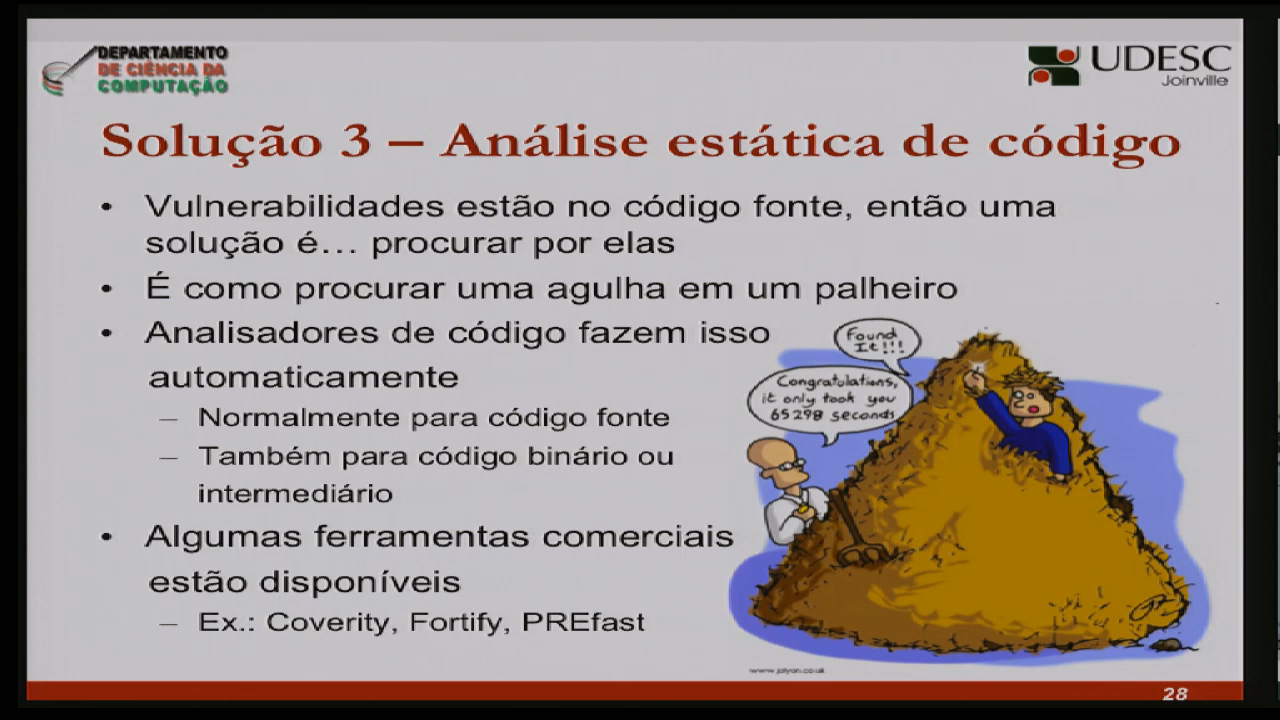 DEPARTAMENTO
DE CIÊNCIA DA
COMPUTAÇÃO
UDESC
Joinville
Solução 3 – Análise estática de código
• Vulnerabilidades estão no código fonte, então uma
solução é... procurar por elas
• É como procurar uma agulha em um palheiro
• Analisadores de código fazem isso
automaticamente
– Normalmente para código fonte
– Também para código binário ou
intermediário
• Algumas ferramentas comerciais
estão disponíveis
– Ex.: Coverity, Fortify, PREfast
Found
It!!!
Congratulations,
it only took you
65298 seconds
www.jolyon.co.uk
28